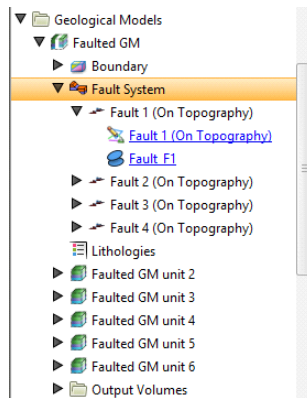 Geological Models
Faulted GM
Boundary
Fault System
Fault 1 (On Topography)
Fault 1 (On Topography)
Fault F1
Fault 2 (On Topography)
Fault 3 (On Topography)
Fault 4 (On Topography)
Lithologies
Faulted GM unit 2
Faulted GM unit 3
Faulted GM unit 4
Faulted GM unit 5
Faulted GM unit 6
Output Volumes